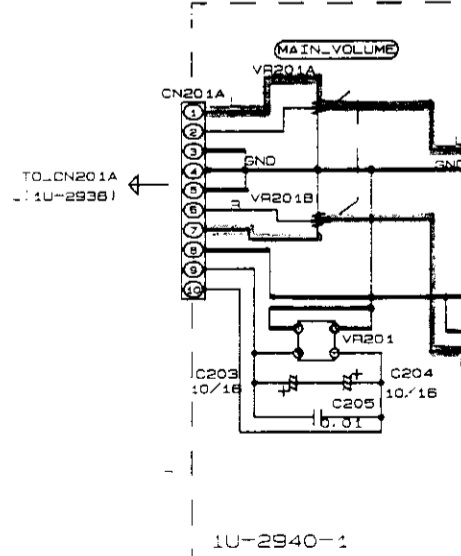 MAIN_VOLUME
VR201A
CN201A
1
2
3
GND
4
GND
TO_CN201A
5
(1U-2936)
VR201B
6
R
7
8
9
10
VR201
C203
C204
10/16
10/16
C205
0.01
1U-2940-1